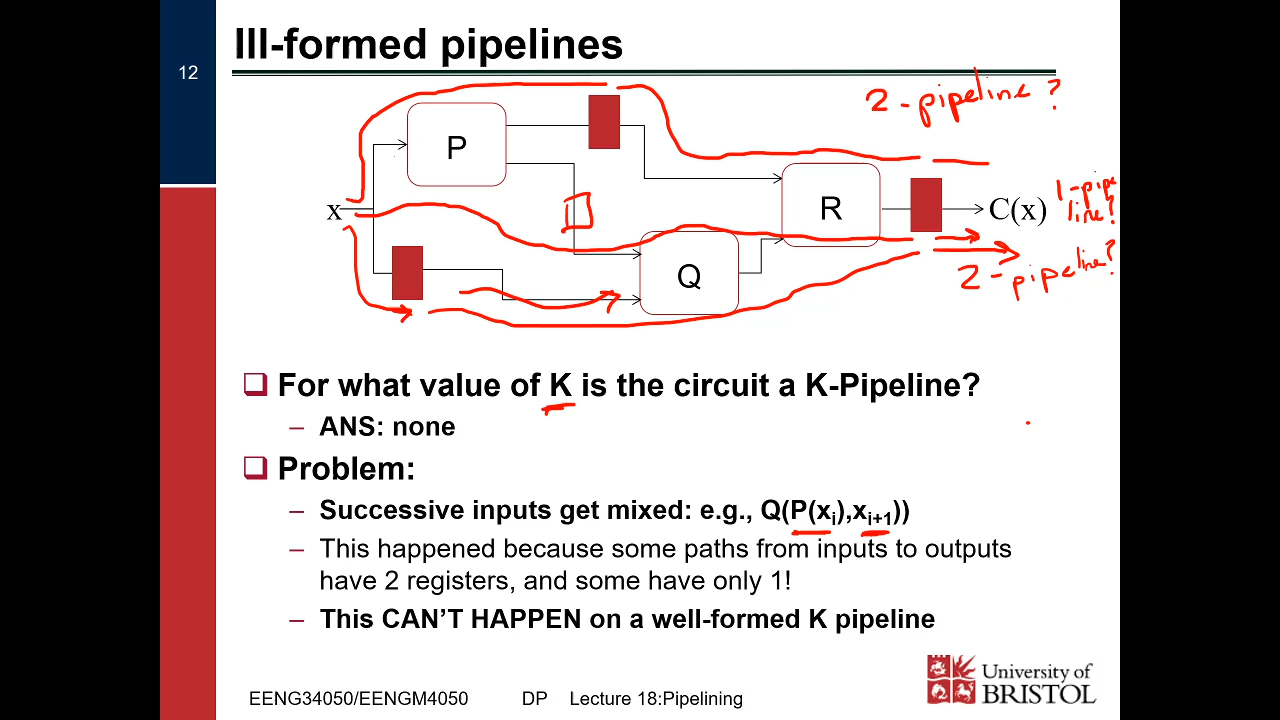 Ill-formed pipelines
12
2-pipeline?
P
R
x
C(x)
1-pipe
line?
Q
2-pipeline?
❑ For what value of K is the circuit a K-Pipeline?
– ANS: none
❑ Problem:
– Successive inputs get mixed: e.g., Q(P(xi),xi+1))
– This happened because some paths from inputs to outputs
have 2 registers, and some have only 1!
– This CAN'T HAPPEN on a well-formed K pipeline
University of
BRISTOL
EENG34050/EENGM4050 DP Lecture 18:Pipelining